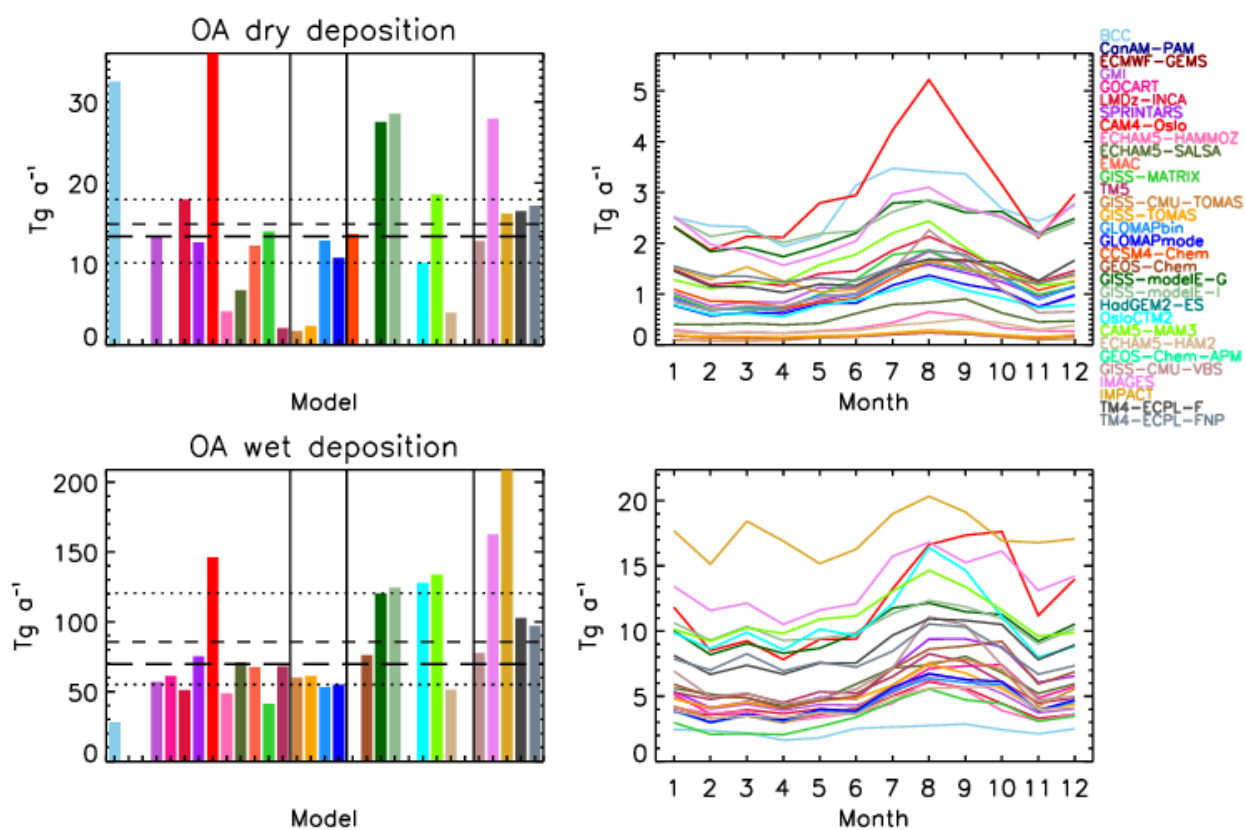 OA dry deposition
30
20
10
0
Tg a⁻¹
Model
5
4
3
2
1
0
Tg a⁻¹
1 2 3 4 5 6 7 8 9 10 11 12
Month
BCC
CanAM-PAM
ECMWF-GEMS
GMI
GOCART
LMDz-INCA
SPRINTARS
CAM4-Oslo
ECHAM5-HAMMOZ
ECHAM5-SALSA
EMAC
GISS-MATRIX
TM5
GISS-CMU-TOMAS
GISS-TOMAS
GLOMAPbin
GLOMAPmode
CCSM4-Chem
GEOS-Chem
GISS-modelE-G
GISS-modelE-I
HadGEM2-ES
OsloCTM2
CAM5-MAM3
ECHAM5-HAM2
GEOS-Chem-APM
GISS-CMU-VBS
IMAGES
IMPACT
TM4-ECPL-F
TM4-ECPL-FNP
OA wet deposition
200
150
100
50
0
Tg a⁻¹
Model
20
15
10
5
0
Tg a⁻¹
1 2 3 4 5 6 7 8 9 10 11 12
Month